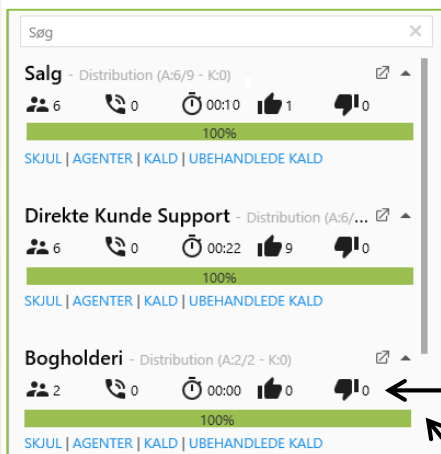 Søg
Salg - Distribution (A:6/9 - K:0)
6 0 00:10 1 0
100%
SKJUL | AGENTER | KALD | UBEHANDLEDE KALD
Direkte Kunde Support - Distribution (A:6/...
6 0 00:22 9 0
100%
SKJUL | AGENTER | KALD | UBEHANDLEDE KALD
Bogholderi - Distribution (A:2/2 - K:0)
2 0 00:00 0 0
100%
SKJUL | AGENTER | KALD | UBEHANDLEDE KALD